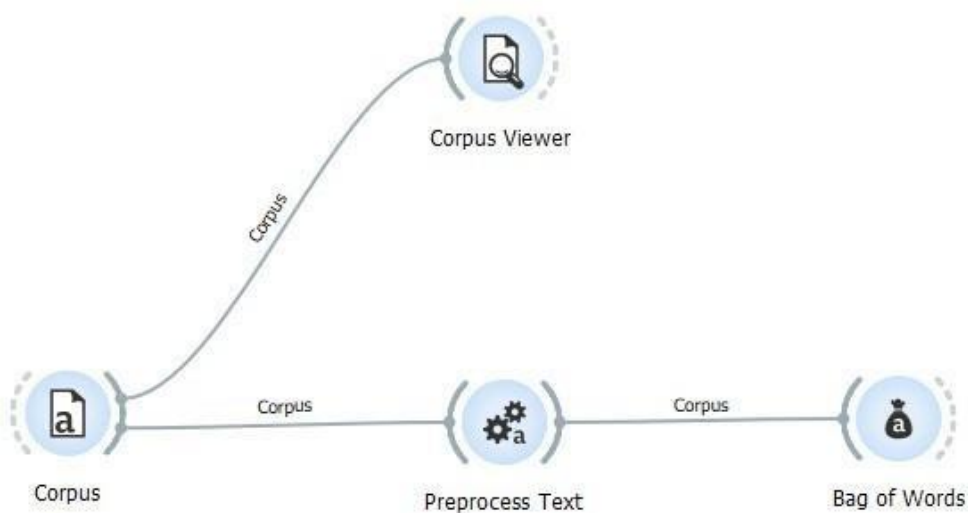 Corpus Viewer
Corpus
Corpus
Corpus
Corpus
Preprocess Text
Bag of Words
a
a
a